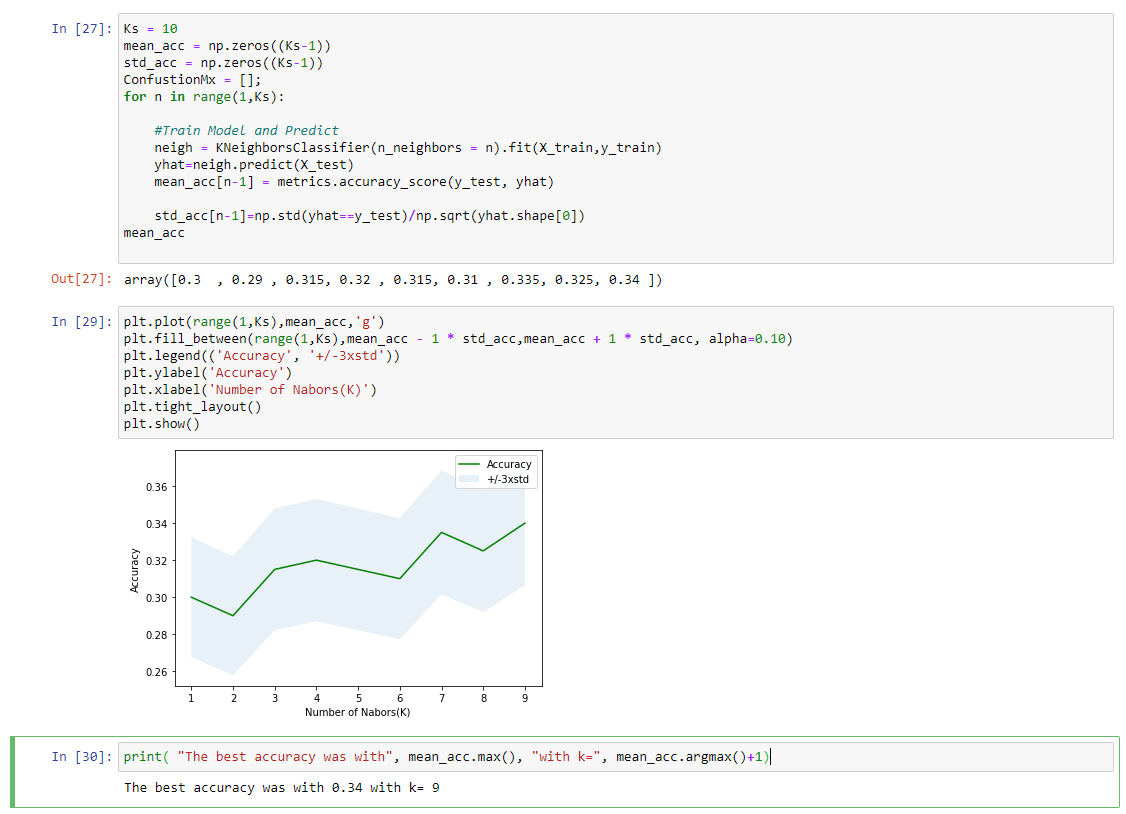 In [27]: Ks = 10
mean_acc = np.zeros((Ks-1))
std_acc = np.zeros((Ks-1))
ConfustionMx = [];
for n in range(1,Ks):
#Train Model and Predict
neigh = KNeighborsClassifier(n_neighbors = n).fit(X_train,y_train)
yhat=neigh.predict(X_test)
mean_acc[n-1] = metrics.accuracy_score(y_test, yhat)
std_acc[n-1]=np.std(yhat==y_test)/np.sqrt(yhat.shape[0])
mean_acc
Out[27]: array([0.3  , 0.29 , 0.315, 0.32 , 0.315, 0.31 , 0.335, 0.325, 0.34 ])
In [29]: plt.plot(range(1,Ks),mean_acc,'g')
plt.fill_between(range(1,Ks),mean_acc - 1 * std_acc,mean_acc + 1 * std_acc, alpha=0.10)
plt.legend(('Accuracy', '+/-3xstd'))
plt.ylabel('Accuracy')
plt.xlabel('Number of Nabors(K)')
plt.tight_layout()
plt.show()
Accuracy
+/-3xstd
0.36
0.34
0.32
0.30
0.28
0.26
Accuracy
1 2 3 4 5 6 7 8 9
Number of Nabors(K)
In [30]: print( "The best accuracy was with", mean_acc.max(), "with k=", mean_acc.argmax()+1)
The best accuracy was with 0.34 with k= 9